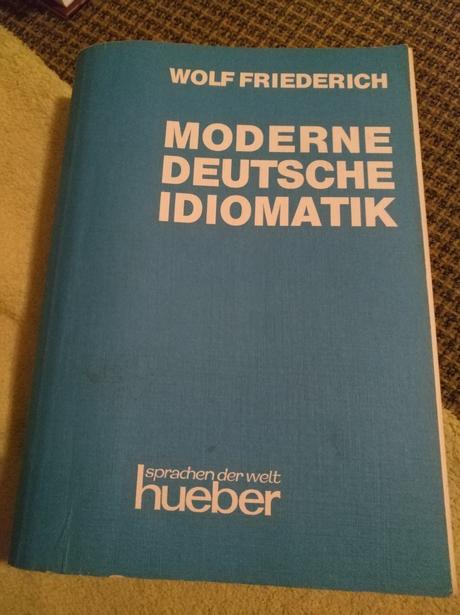 WOLF FRIEDERICH
MODERNE
DEUTSCHE
IDIOMATIK
sprachen der welt
hueber